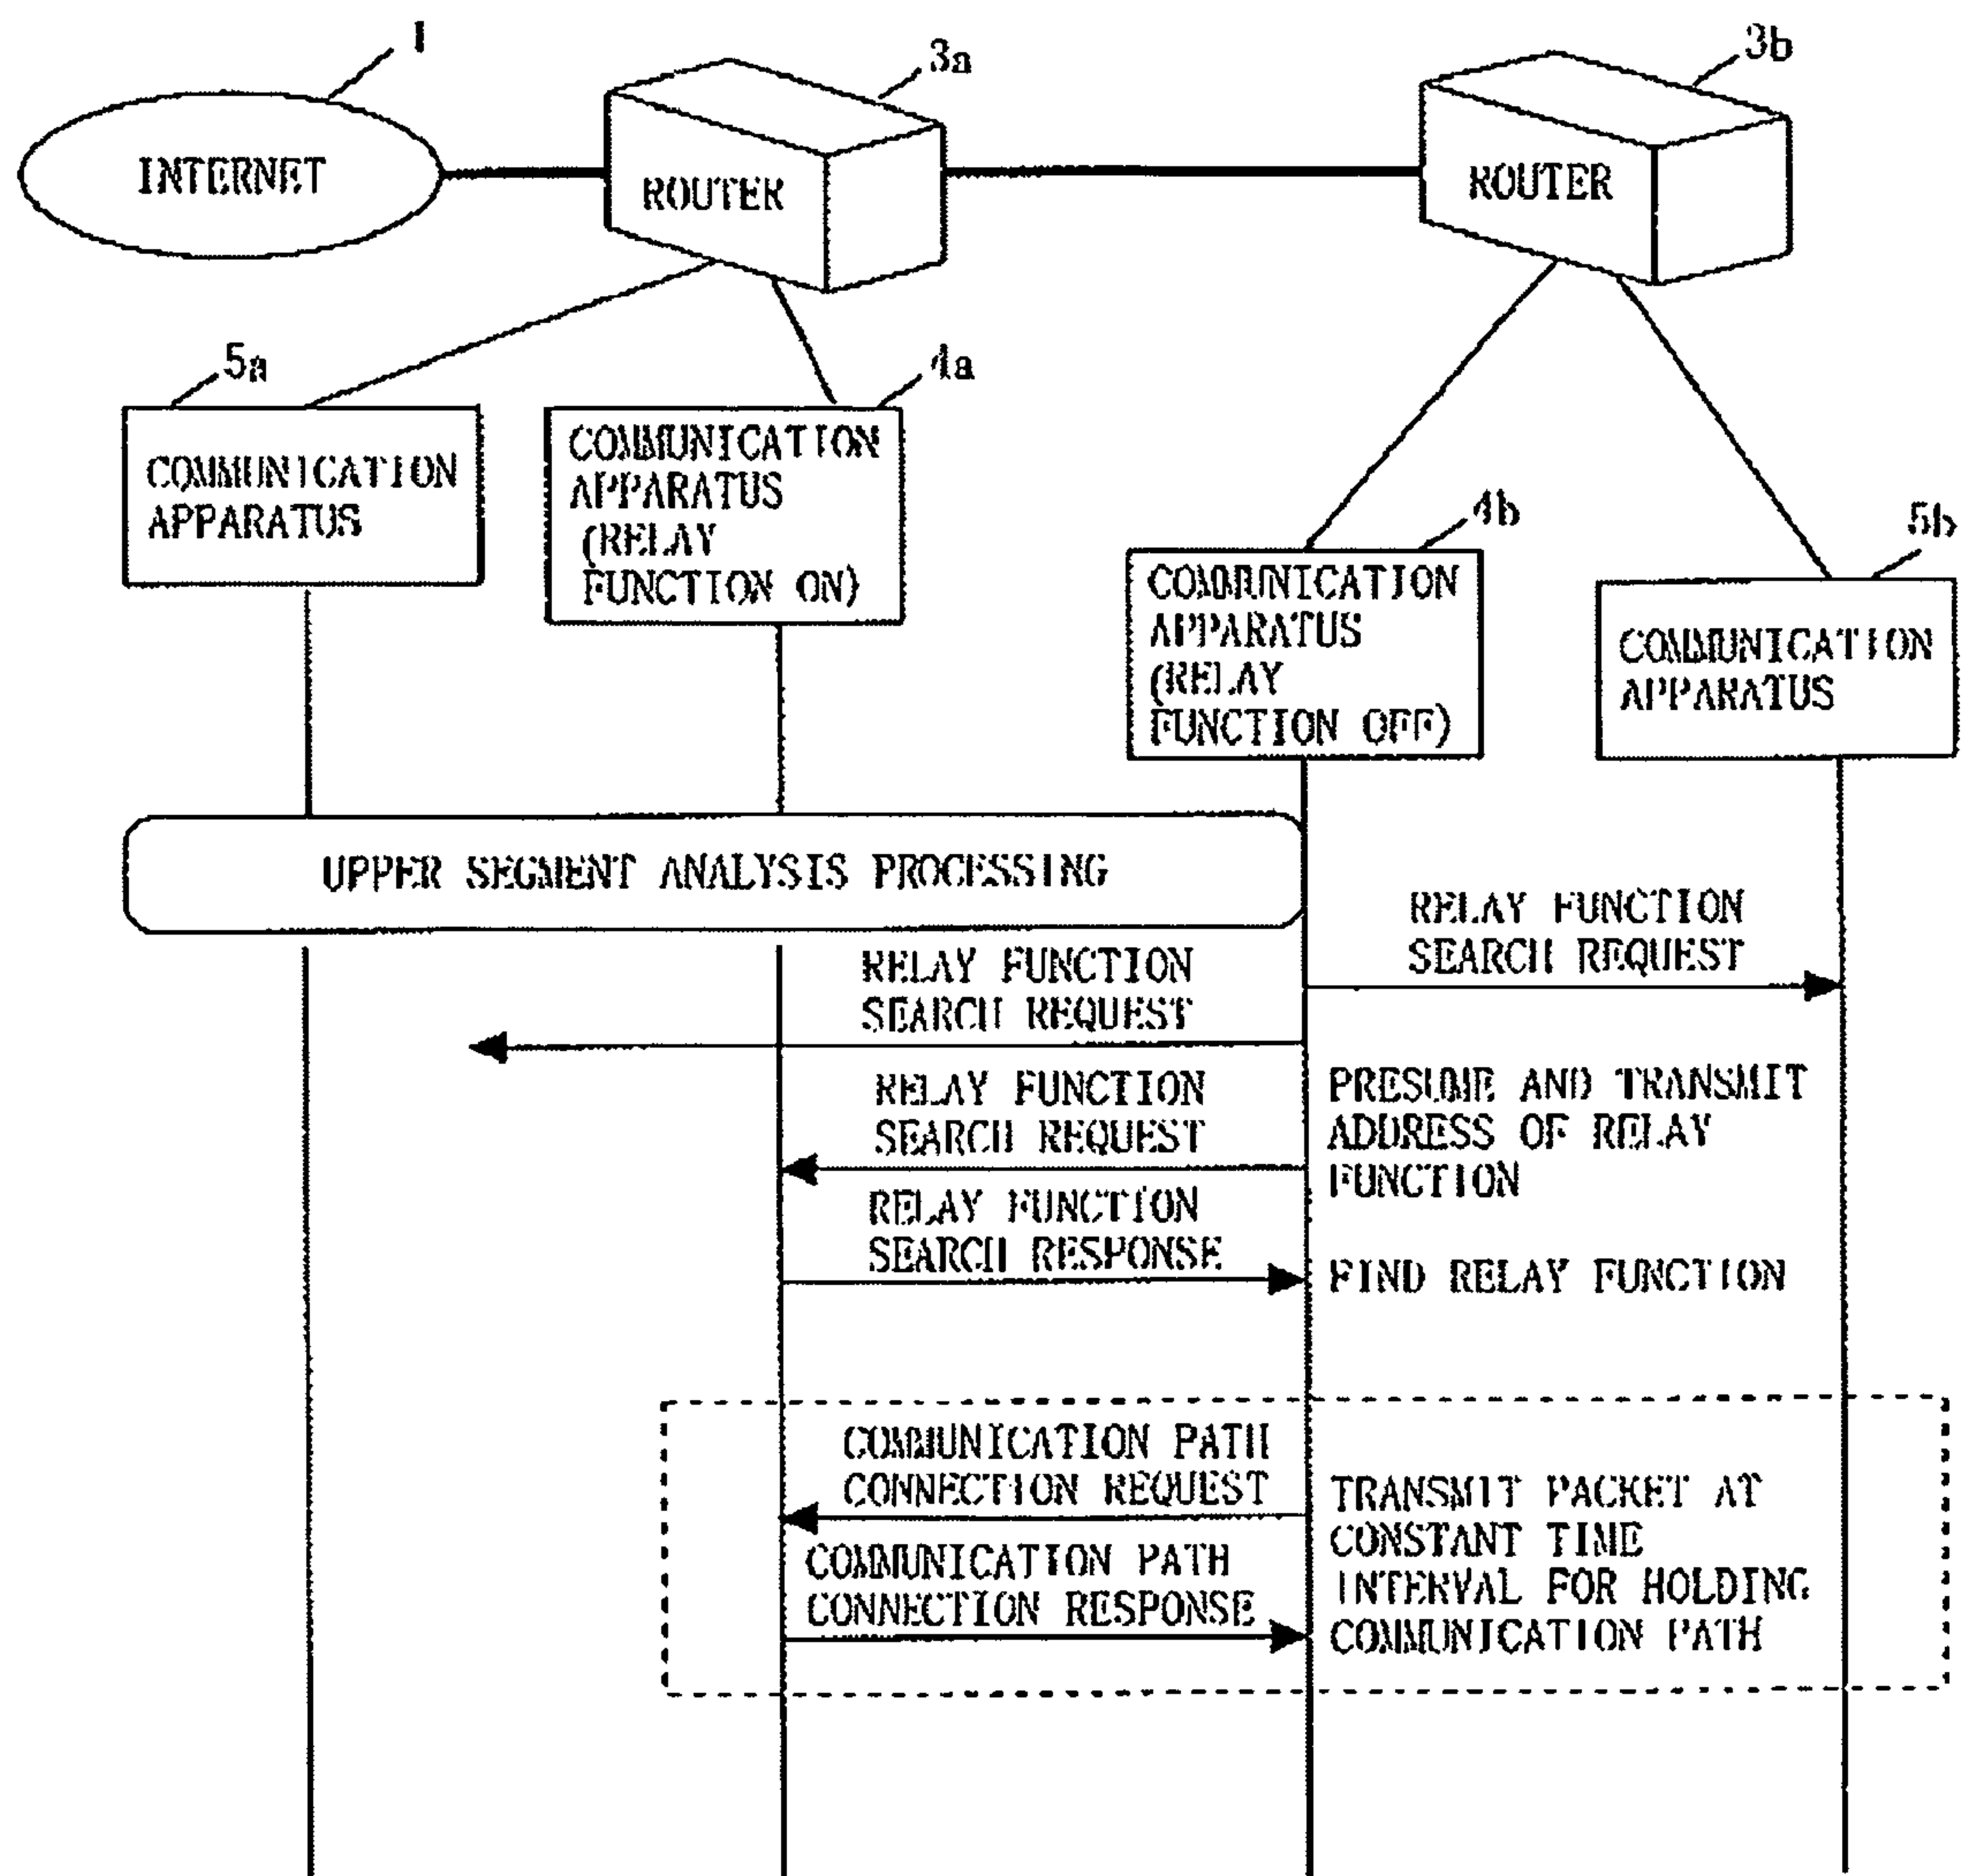 1
3a
3b
INTERNET
ROUTER
ROUTER
5a
4a
COMMUNICATION
APPARATUS
COMMUNICATION
APPARATUS
(RELAY
FUNCTION ON)
4b
5b
COMMUNICATION
APPARATUS
(RELAY
FUNCTION OFF)
COMMUNICATION
APPARATUS
UPPER SEGMENT ANALYSIS PROCESSING
RELAY FUNCTION
SEARCH REQUEST
RELAY FUNCTION
SEARCH REQUEST
RELAY FUNCTION
SEARCH REQUEST
PRESUME AND TRANSMIT
ADDRESS OF RELAY
FUNCTION
RELAY FUNCTION
SEARCH RESPONSE
FIND RELAY FUNCTION
COMMUNICATION PATH
CONNECTION REQUEST
TRANSMIT PACKET AT
CONSTANT TIME
INTERVAL FOR HOLDING
COMMUNICATION PATH
COMMUNICATION PATH
CONNECTION RESPONSE